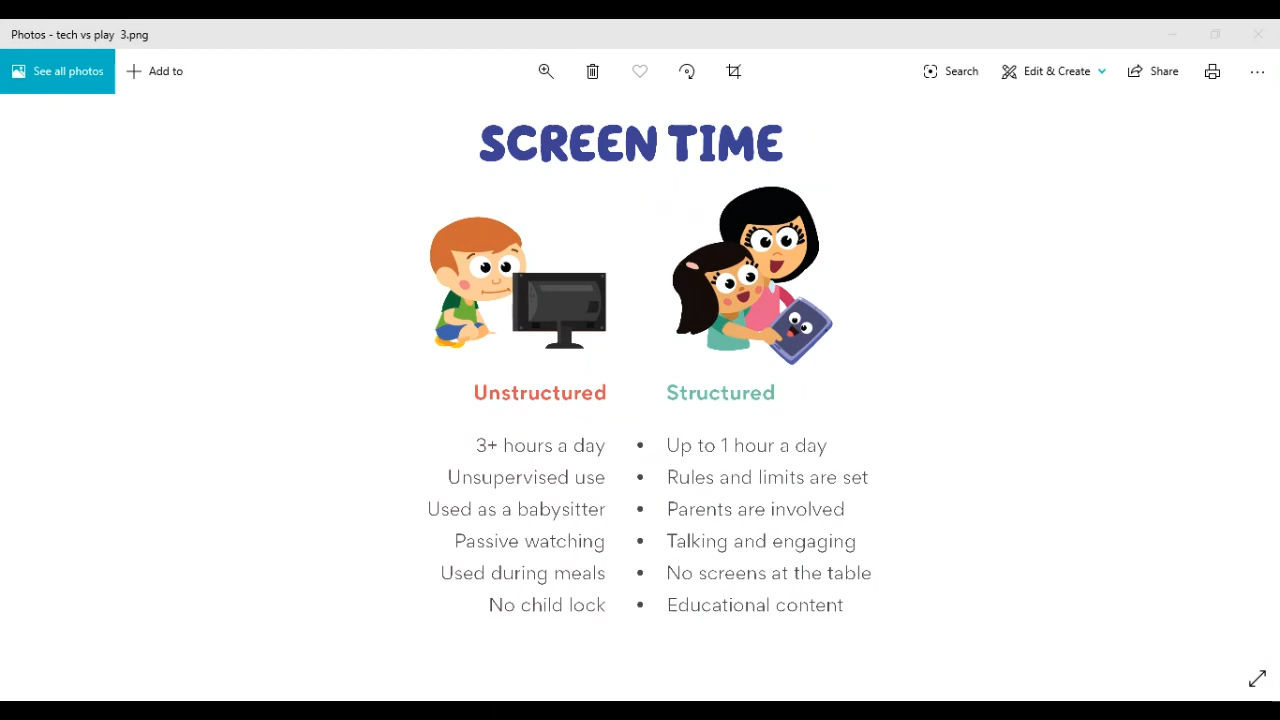 Photos - tech vs play 3.png
See all photos
Add to
Search
Edit & Create
Share
SCREEN TIME
Unstructured Structured
3+ hours a day • Up to 1 hour a day
Unsupervised use • Rules and limits are set
Used as a babysitter • Parents are involved
Passive watching • Talking and engaging
Used during meals • No screens at the table
No child lock • Educational content